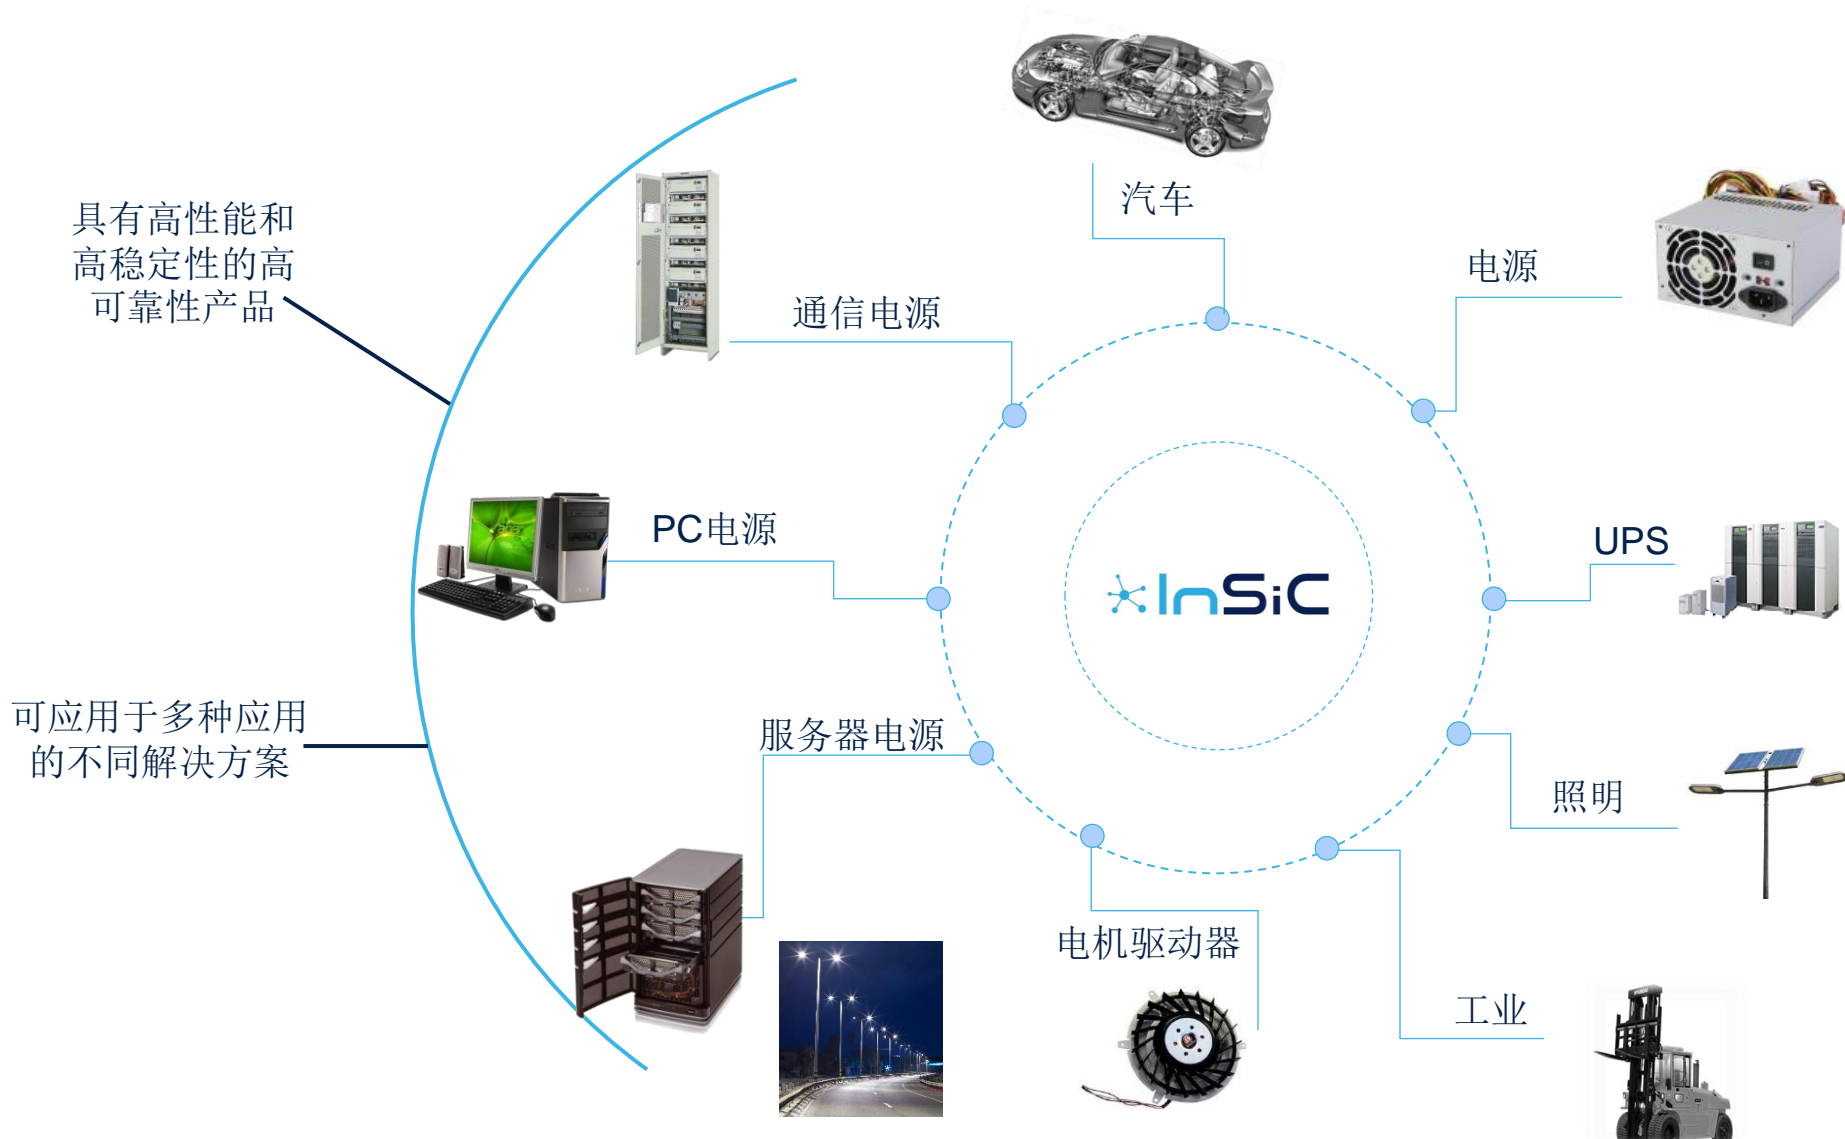 具有高性能和
高稳定性的高
可靠性产品
可应用于多种应用
的不同解决方案
汽车
电源
通信电源
PC电源
UPS
InSiC
服务器电源
照明
电机驱动器
工业